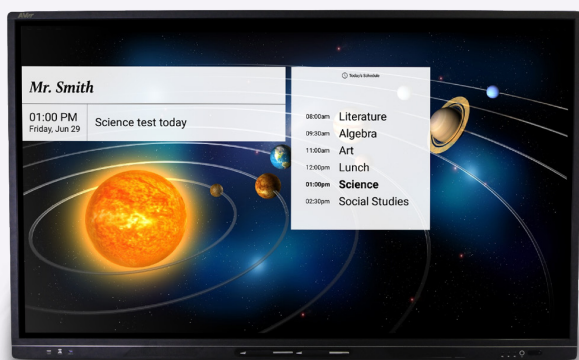 Mr. Smith
01:00 PM
Friday, Jun 29
Science test today
Today's Schedule
08:00am Literature
09:30am Algebra
11:00am Art
12:00pm Lunch
01:00pm Science
02:30pm Social Studies